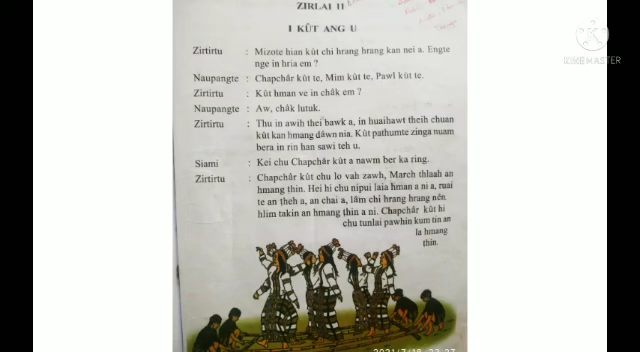 ZIRLAI II
I KÛT ANG U
Zirtirtu : Mizote hian kût chi hrang hrang kan nei a. Engte
nge in hria em ?
Naupangte : Chapchâr kût te, Mim kût te, Pawl kût te.
Zirtirtu : Kût hman ve in châk em ?
Naupangte : Aw, châk lutuk.
Zirtirtu : Thu in awih thei bawk a, in huaihawt theih chuan
kût kan hmang dâwn nia. Kût pathumte zinga nuam
bera in rin han sawi teh u.
Siami : Kei chu Chapchâr kût a nawm ber ka ring.
Zirtirtu : Chapchâr kût chu lo vah zawh, March thlaah an
hmang thin. Hei hi chu nipui laia hman a ni a, ruai
te an theh a, an chai a, lâm chi hrang hrang nên
hlim takin an hmang thin a ni. Chapchâr kût hi
chu tunlai pawhin kum tin an
la hmang
thin.
KINEMASTER